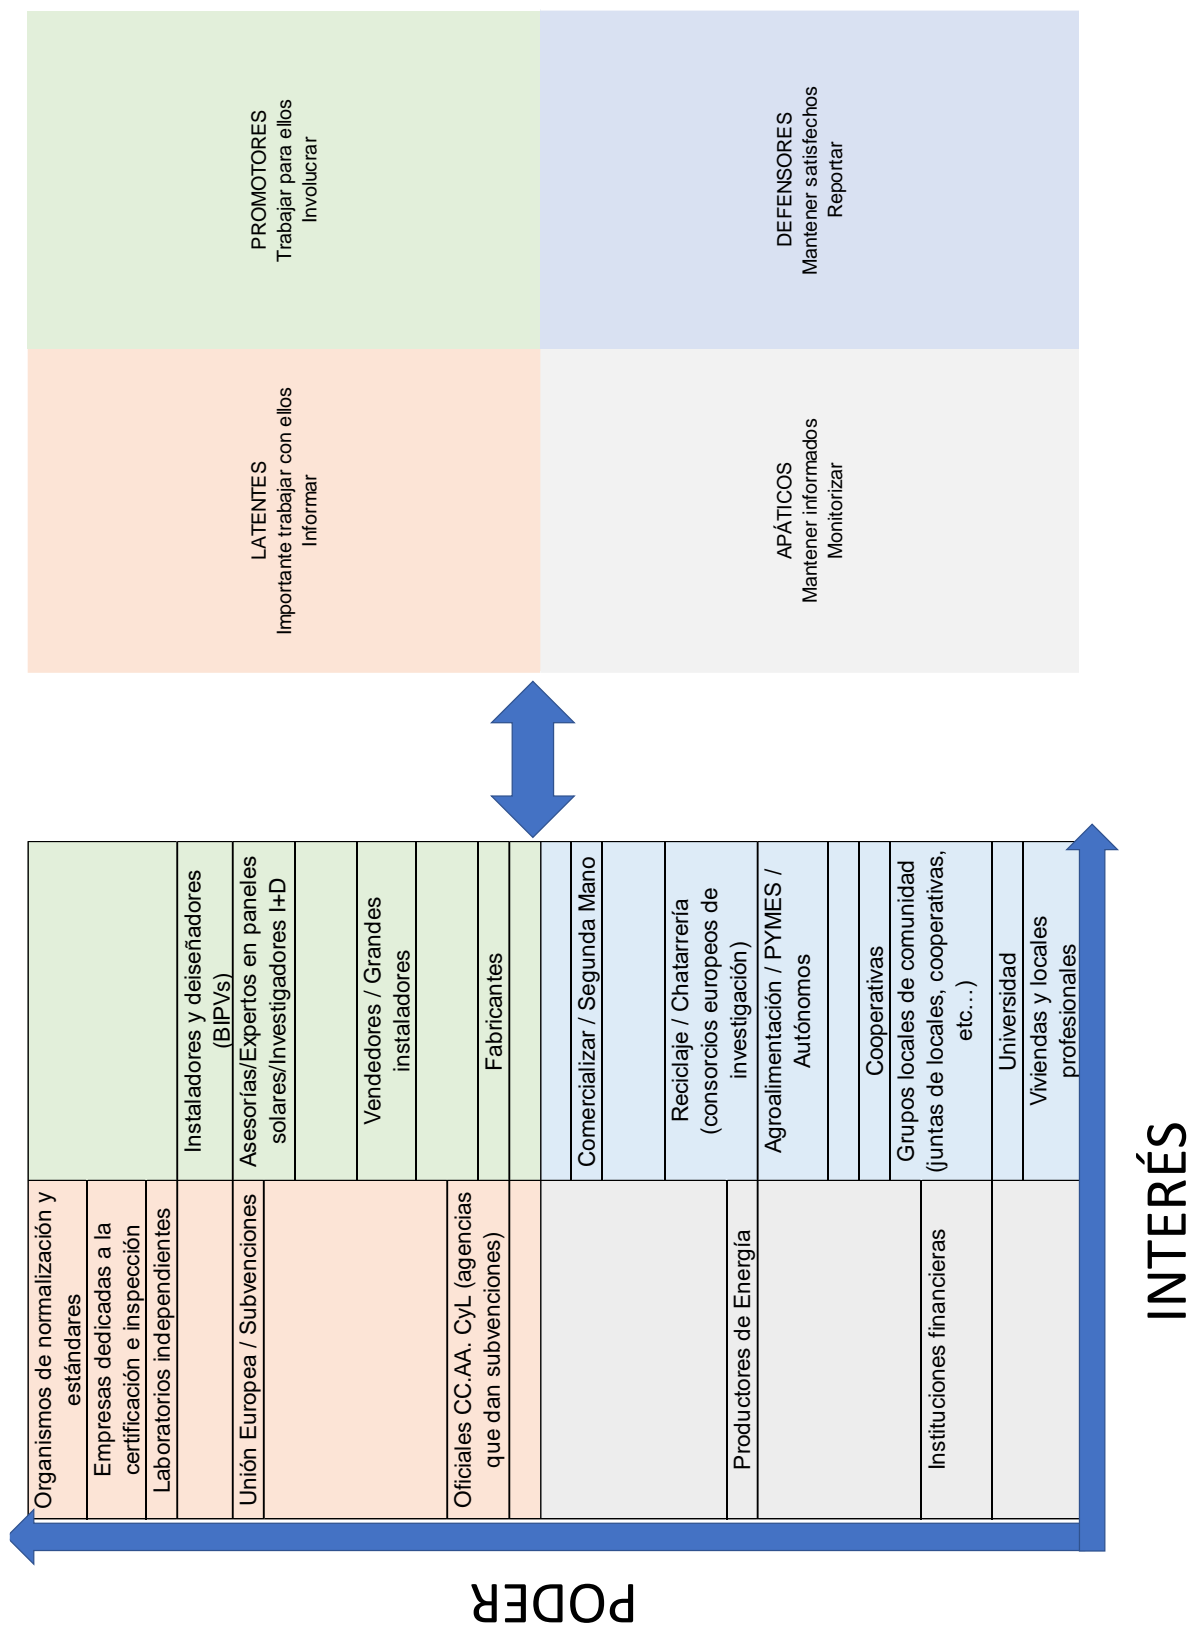 PODER
INTERÉS
Organismos de normalización y
estándares
Empresas dedicadas a la
certificación e inspección
Laboratorios independientes
Unión Europea / Subvenciones
Oficiales CC.AA. CyL (agencias
que dan subvenciones)
Instaladores y deiseñadores
(BIPVs)
Asesorías/Expertos en paneles
solares/Investigadores I+D
Vendedores / Grandes
instaladores
Fabricantes
Productores de Energía
Instituciones financieras
Comercializar / Segunda Mano
Reciclaje / Chatarrería
(consorcios europeos de
investigación)
Agroalimentación / PYMES /
Autónomos
Cooperativas
Grupos locales de comunidad
(juntas de locales, cooperativas,
etc…)
Universidad
Viviendas y locales
profesionales
LATENTES
Importante trabajar con ellos
Informar
PROMOTORES
Trabajar para ellos
Involucrar
APÁTICOS
Mantener informados
Monitorizar
DEFENSORES
Mantener satisfechos
Reportar